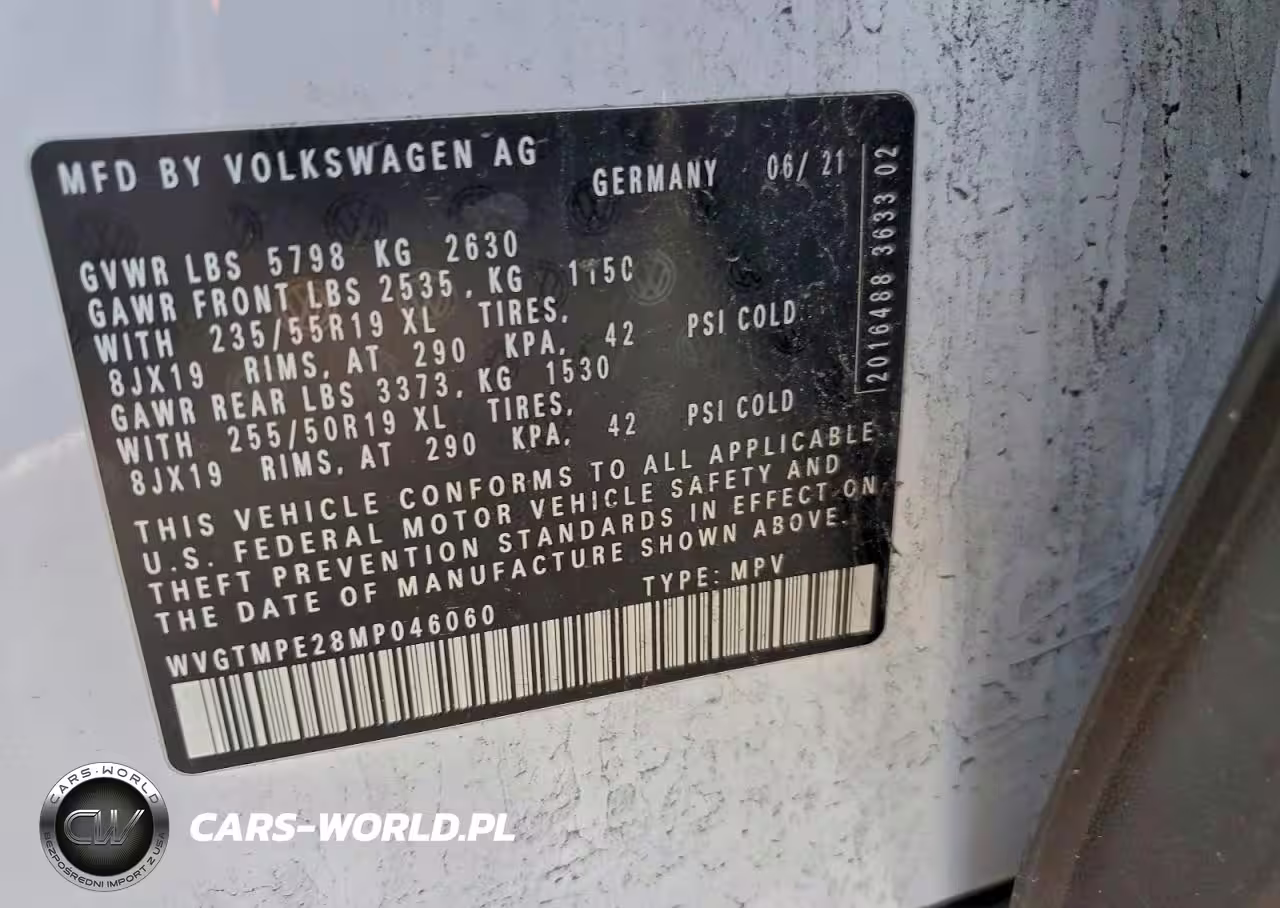 MFD BY VOLKSWAGEN AG GERMANY 06/ 21
GVWR LBS 5798 KG 2630
GAWR FRONT LBS 2535, KG 1150
WITH 235/55R19 XL TIRES,
8JX19 RIMS, AT 290 KPA, 42 PSI COLD
GAWR REAR LBS 3373, KG 1530
WITH 255/50R19 XL TIRES,
8JX19 RIMS, AT 290 KPA, 42 PSI COLD
THIS VEHICLE CONFORMS TO ALL APPLICABLE
U.S. FEDERAL MOTOR VEHICLE SAFETY AND
THEFT PREVENTION STANDARDS IN EFFECT ON
THE DATE OF MANUFACTURE SHOWN ABOVE.
WVGTMPE28MP046060 TYPE: MPV
2016488 3633 02
CARS-WORLD
CW
BEZPOŚREDNI IMPORT Z USA
CARS-WORLD.PL